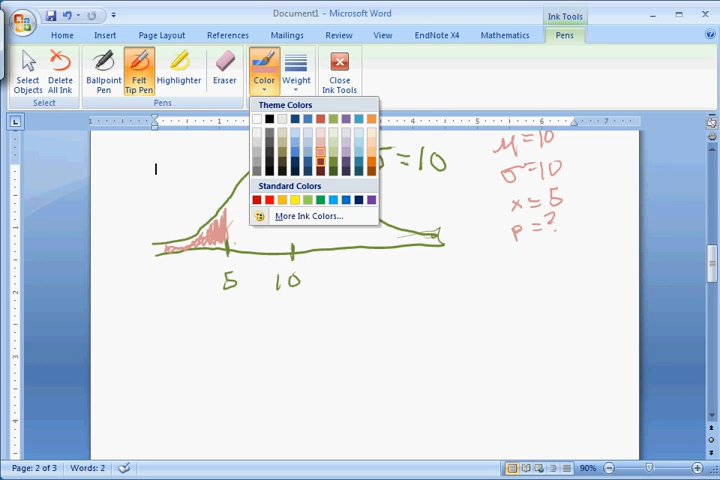 Document1 - Microsoft Word
Ink Tools
Home Insert Page Layout References Mailings Review View EndNote X4 Mathematics Pens
Select Objects
Delete All Ink
Ballpoint Pen
Felt Tip Pen
Highlighter
Eraser
Color
Weight
Close Ink Tools
Select
Pens
Close
Theme Colors
Standard Colors
More Ink Colors...
σ=10
μ=10
σ=10
x=5
p=?
5 10
Page: 2 of 3 Words: 2 90%